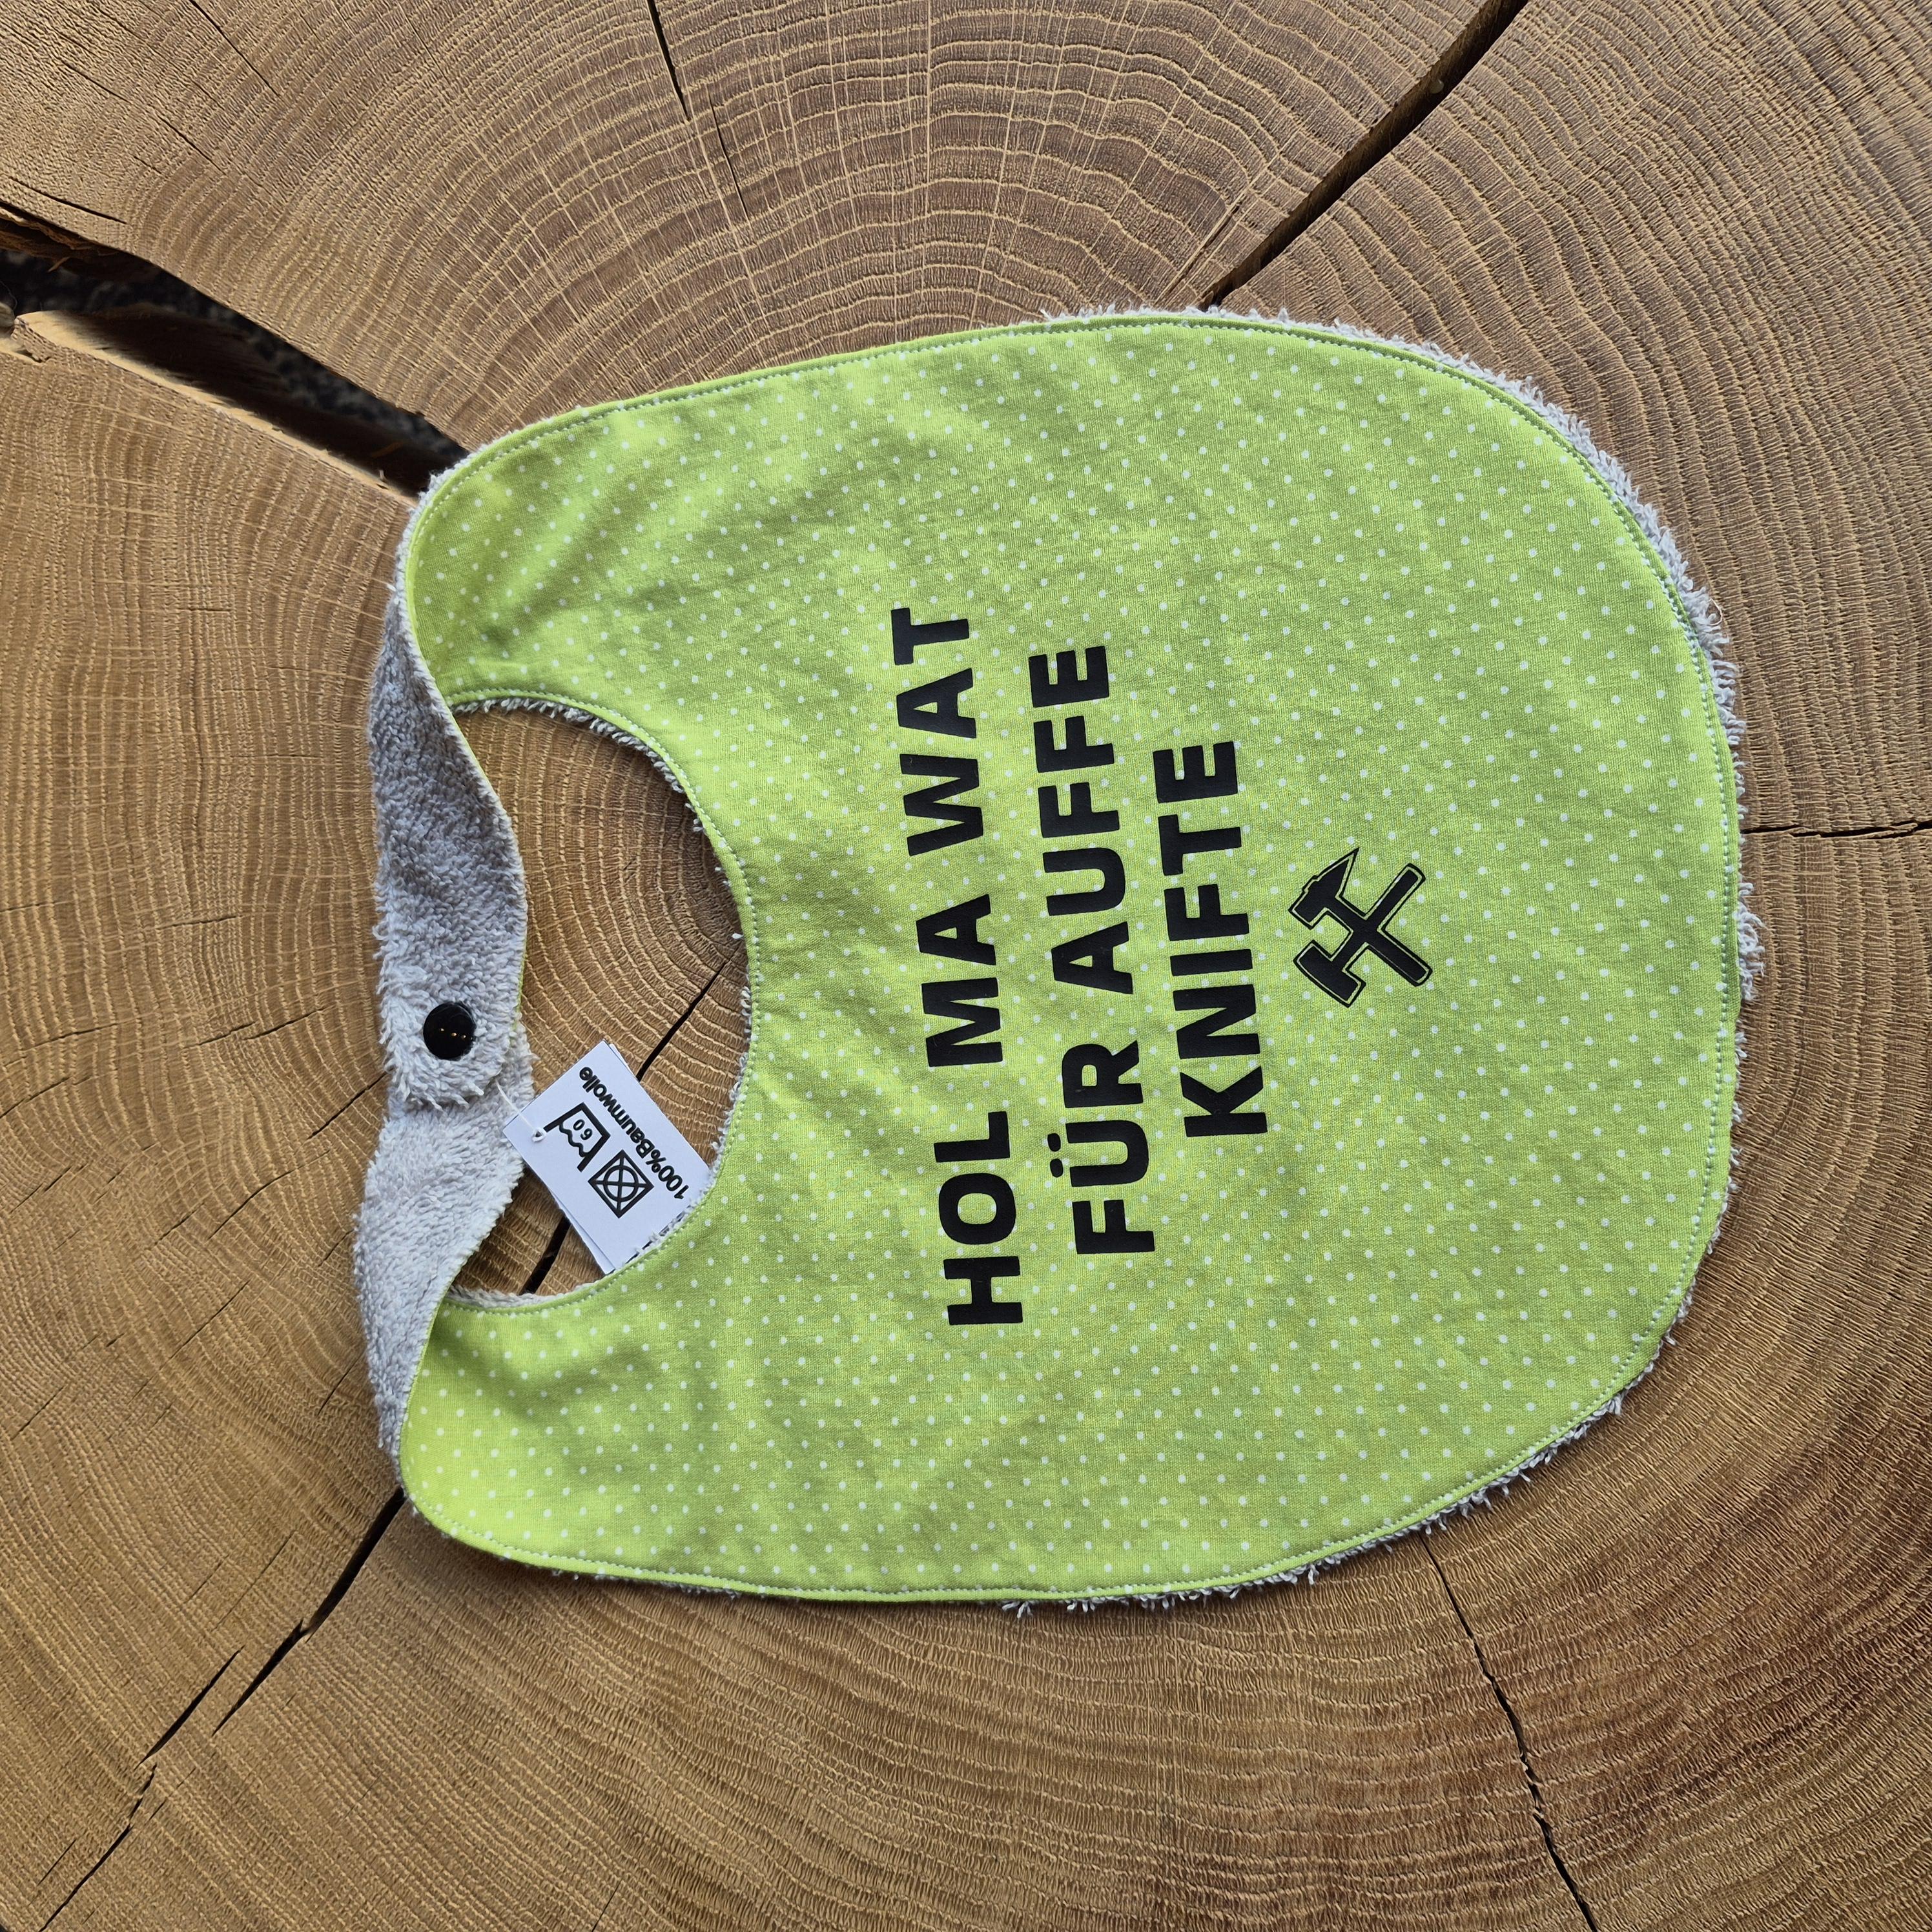 HOL MA WAT
FÜR AUFFE
KNIFTE
100%Baumwolle
60